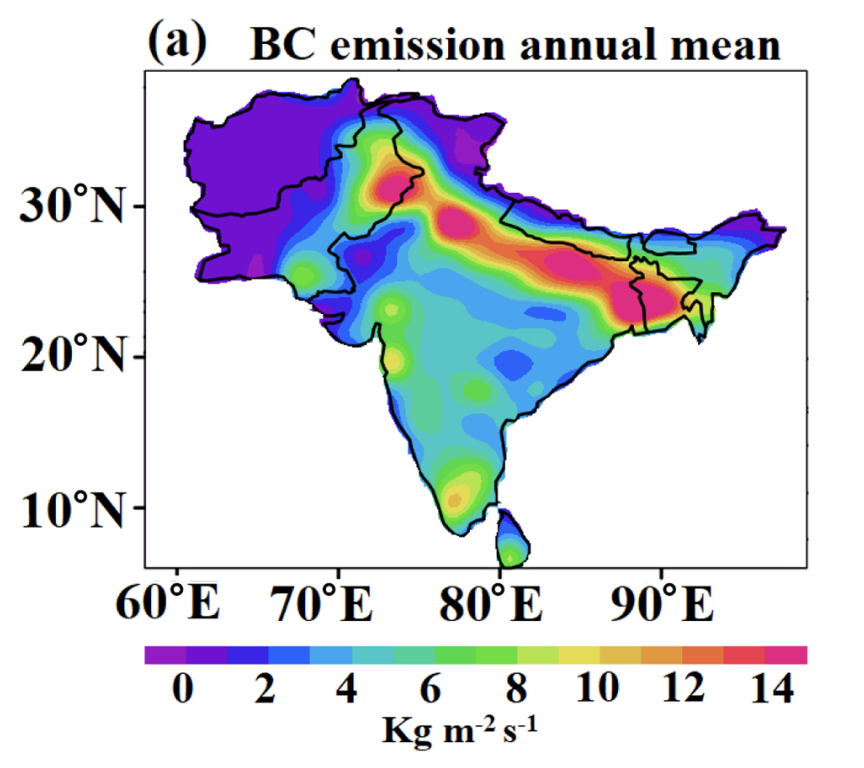 (a) BC emission annual mean
30°N
20°N
10°N
60°E 70°E 80°E 90°E
0 2 4 6 8 10 12 14
Kg m⁻² s⁻¹